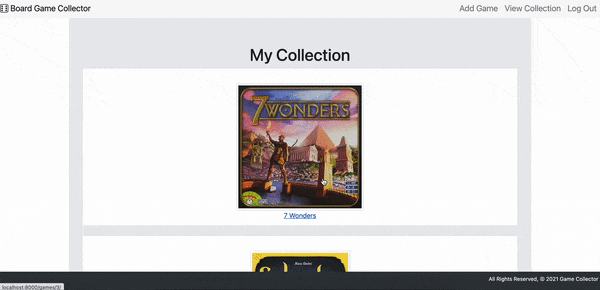 Board Game Collector
Add Game View Collection Log Out
My Collection
7 WONDERS
7 Wonders
All Rights Reserved, © 2021 Game Collector
localhost:8000/games/3/